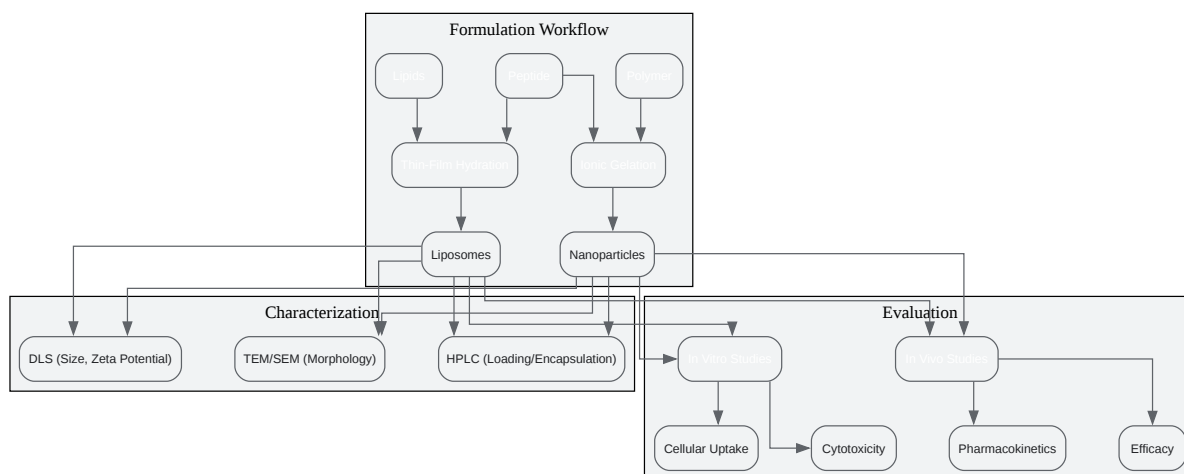 Formulation Workflow
Lipids
Peptide
Polymer
Thin-Film Hydration
Ionic Gelation
Liposomes
Nanoparticles
Characterization
Evaluation
DLS (Size, Zeta Potential)
TEM/SEM (Morphology)
HPLC (Loading/Encapsulation)
In Vitro Studies
In Vivo Studies
Cellular Uptake
Cytotoxicity
Pharmacokinetics
Efficacy